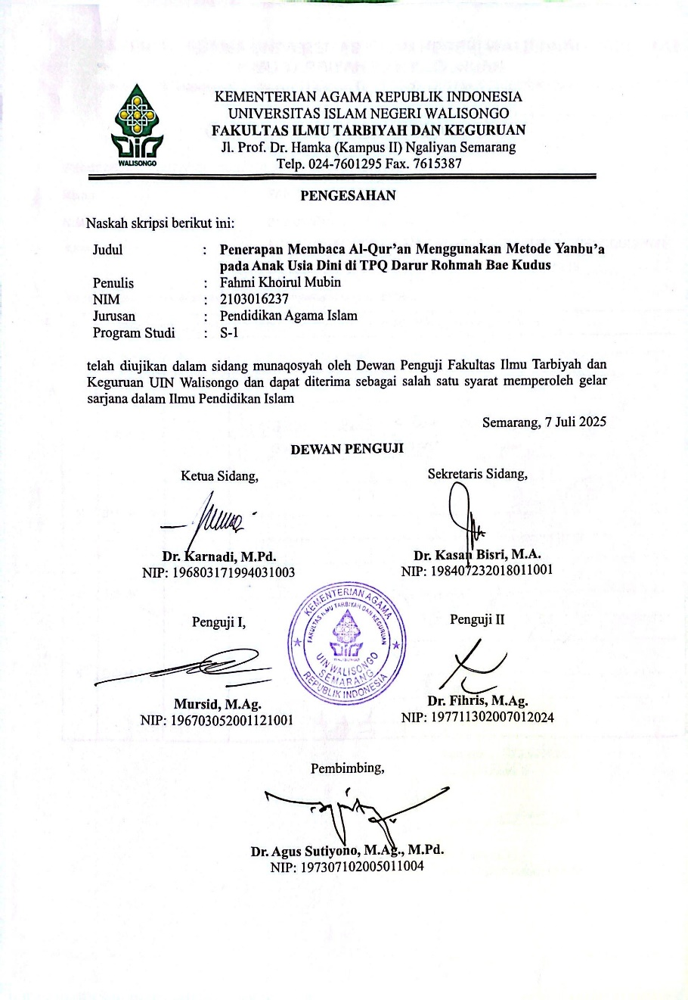 KEMENTERIAN AGAMA REPUBLIK INDONESIA
UNIVERSITAS ISLAM NEGERI WALISONGO
FAKULTAS ILMU TARBIYAH DAN KEGURUAN
Jl. Prof. Dr. Hamka (Kampus II) Ngaliyan Semarang
Telp. 024-7601295 Fax. 7615387
WALISONGO
PENGESAHAN
Naskah skripsi berikut ini:
Judul : Penerapan Membaca Al-Qur'an Menggunakan Metode Yanbu'a
pada Anak Usia Dini di TPQ Darur Rohmah Bae Kudus
Penulis : Fahmi Khoirul Mubin
NIM : 2103016237
Jurusan : Pendidikan Agama Islam
Program Studi : S-1
telah diujikan dalam sidang munaqosyah oleh Dewan Penguji Fakultas Ilmu Tarbiyah dan
Keguruan UIN Walisongo dan dapat diterima sebagai salah satu syarat memperoleh gelar
sarjana dalam Ilmu Pendidikan Islam
Semarang, 7 Juli 2025
DEWAN PENGUJI
Ketua Sidang, Sekretaris Sidang,
Dr. Karnadi, M.Pd. Dr. Kasan Bisri, M.A.
NIP: 196803171994031003 NIP: 198407232018011001
KEMENTERIAN AGAMA
FAKULTAS ILMU TARBIYAH DAN KEGURUAN
UIN WALISONGO
SEMARANG
REPUBLIK INDONESIA
Penguji I, Penguji II
Mursid, M.Ag. Dr. Fihris, M.Ag.
NIP: 196703052001121001 NIP: 197711302007012024
Pembimbing,
Dr. Agus Sutiyono, M.Ag., M.Pd.
NIP: 197307102005011004